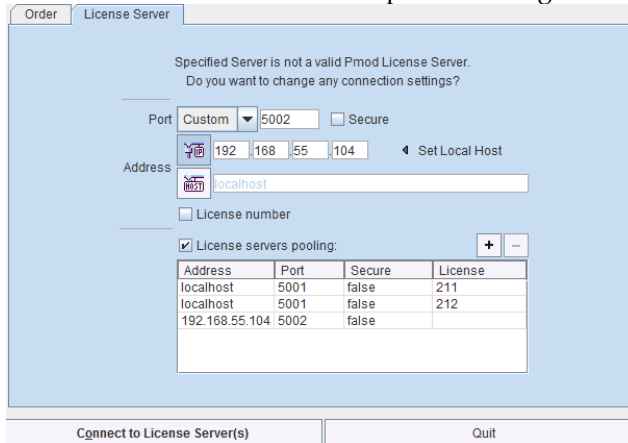 Order License Server
Specified Server is not a valid Pmod License Server.
Do you want to change any connection settings?
Port Custom 5002 Secure
IP 192 .168 .55 .104 Set Local Host
Address
HOST localhost
License number
License servers pooling: + −
Address Port Secure License
localhost 5001 false 211
localhost 5001 false 212
192.168.55.104 5002 false
Connect to License Server(s) Quit